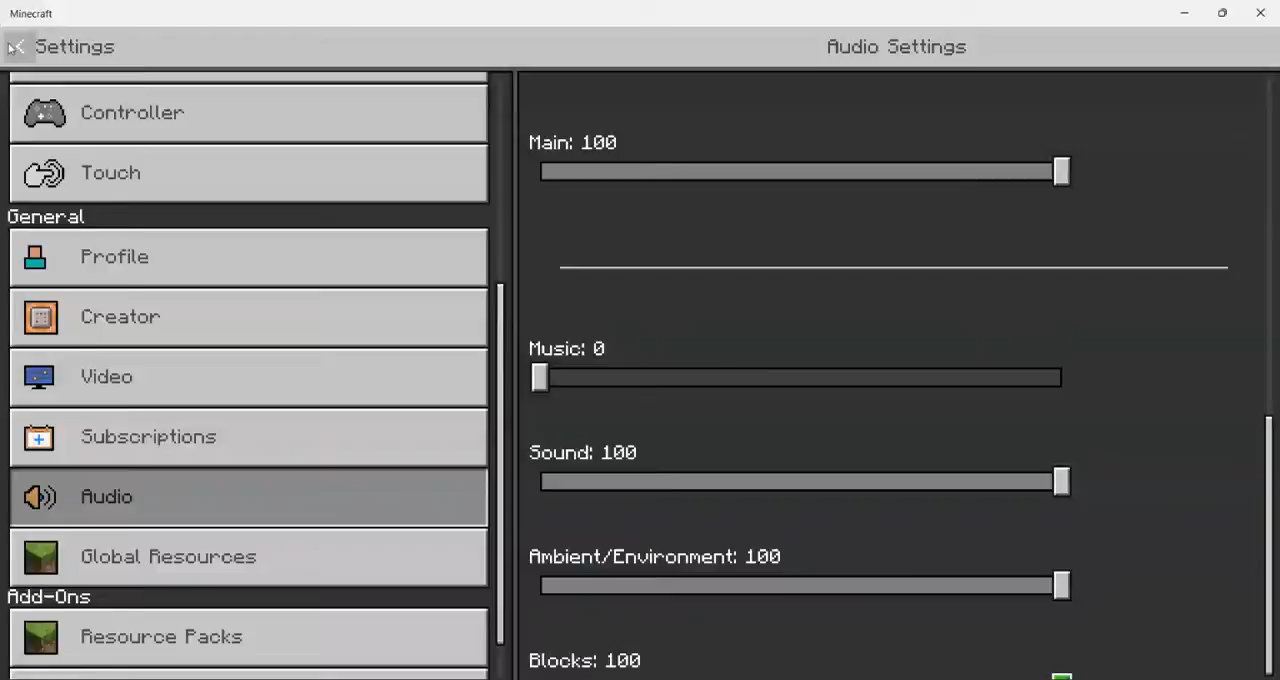 Minecraft
Settings
Audio Settings
Controller
Touch
General
Profile
Creator
Video
Subscriptions
Audio
Global Resources
Add-Ons
Resource Packs
Main: 100
Music: 0
Sound: 100
Ambient/Environment: 100
Blocks: 100